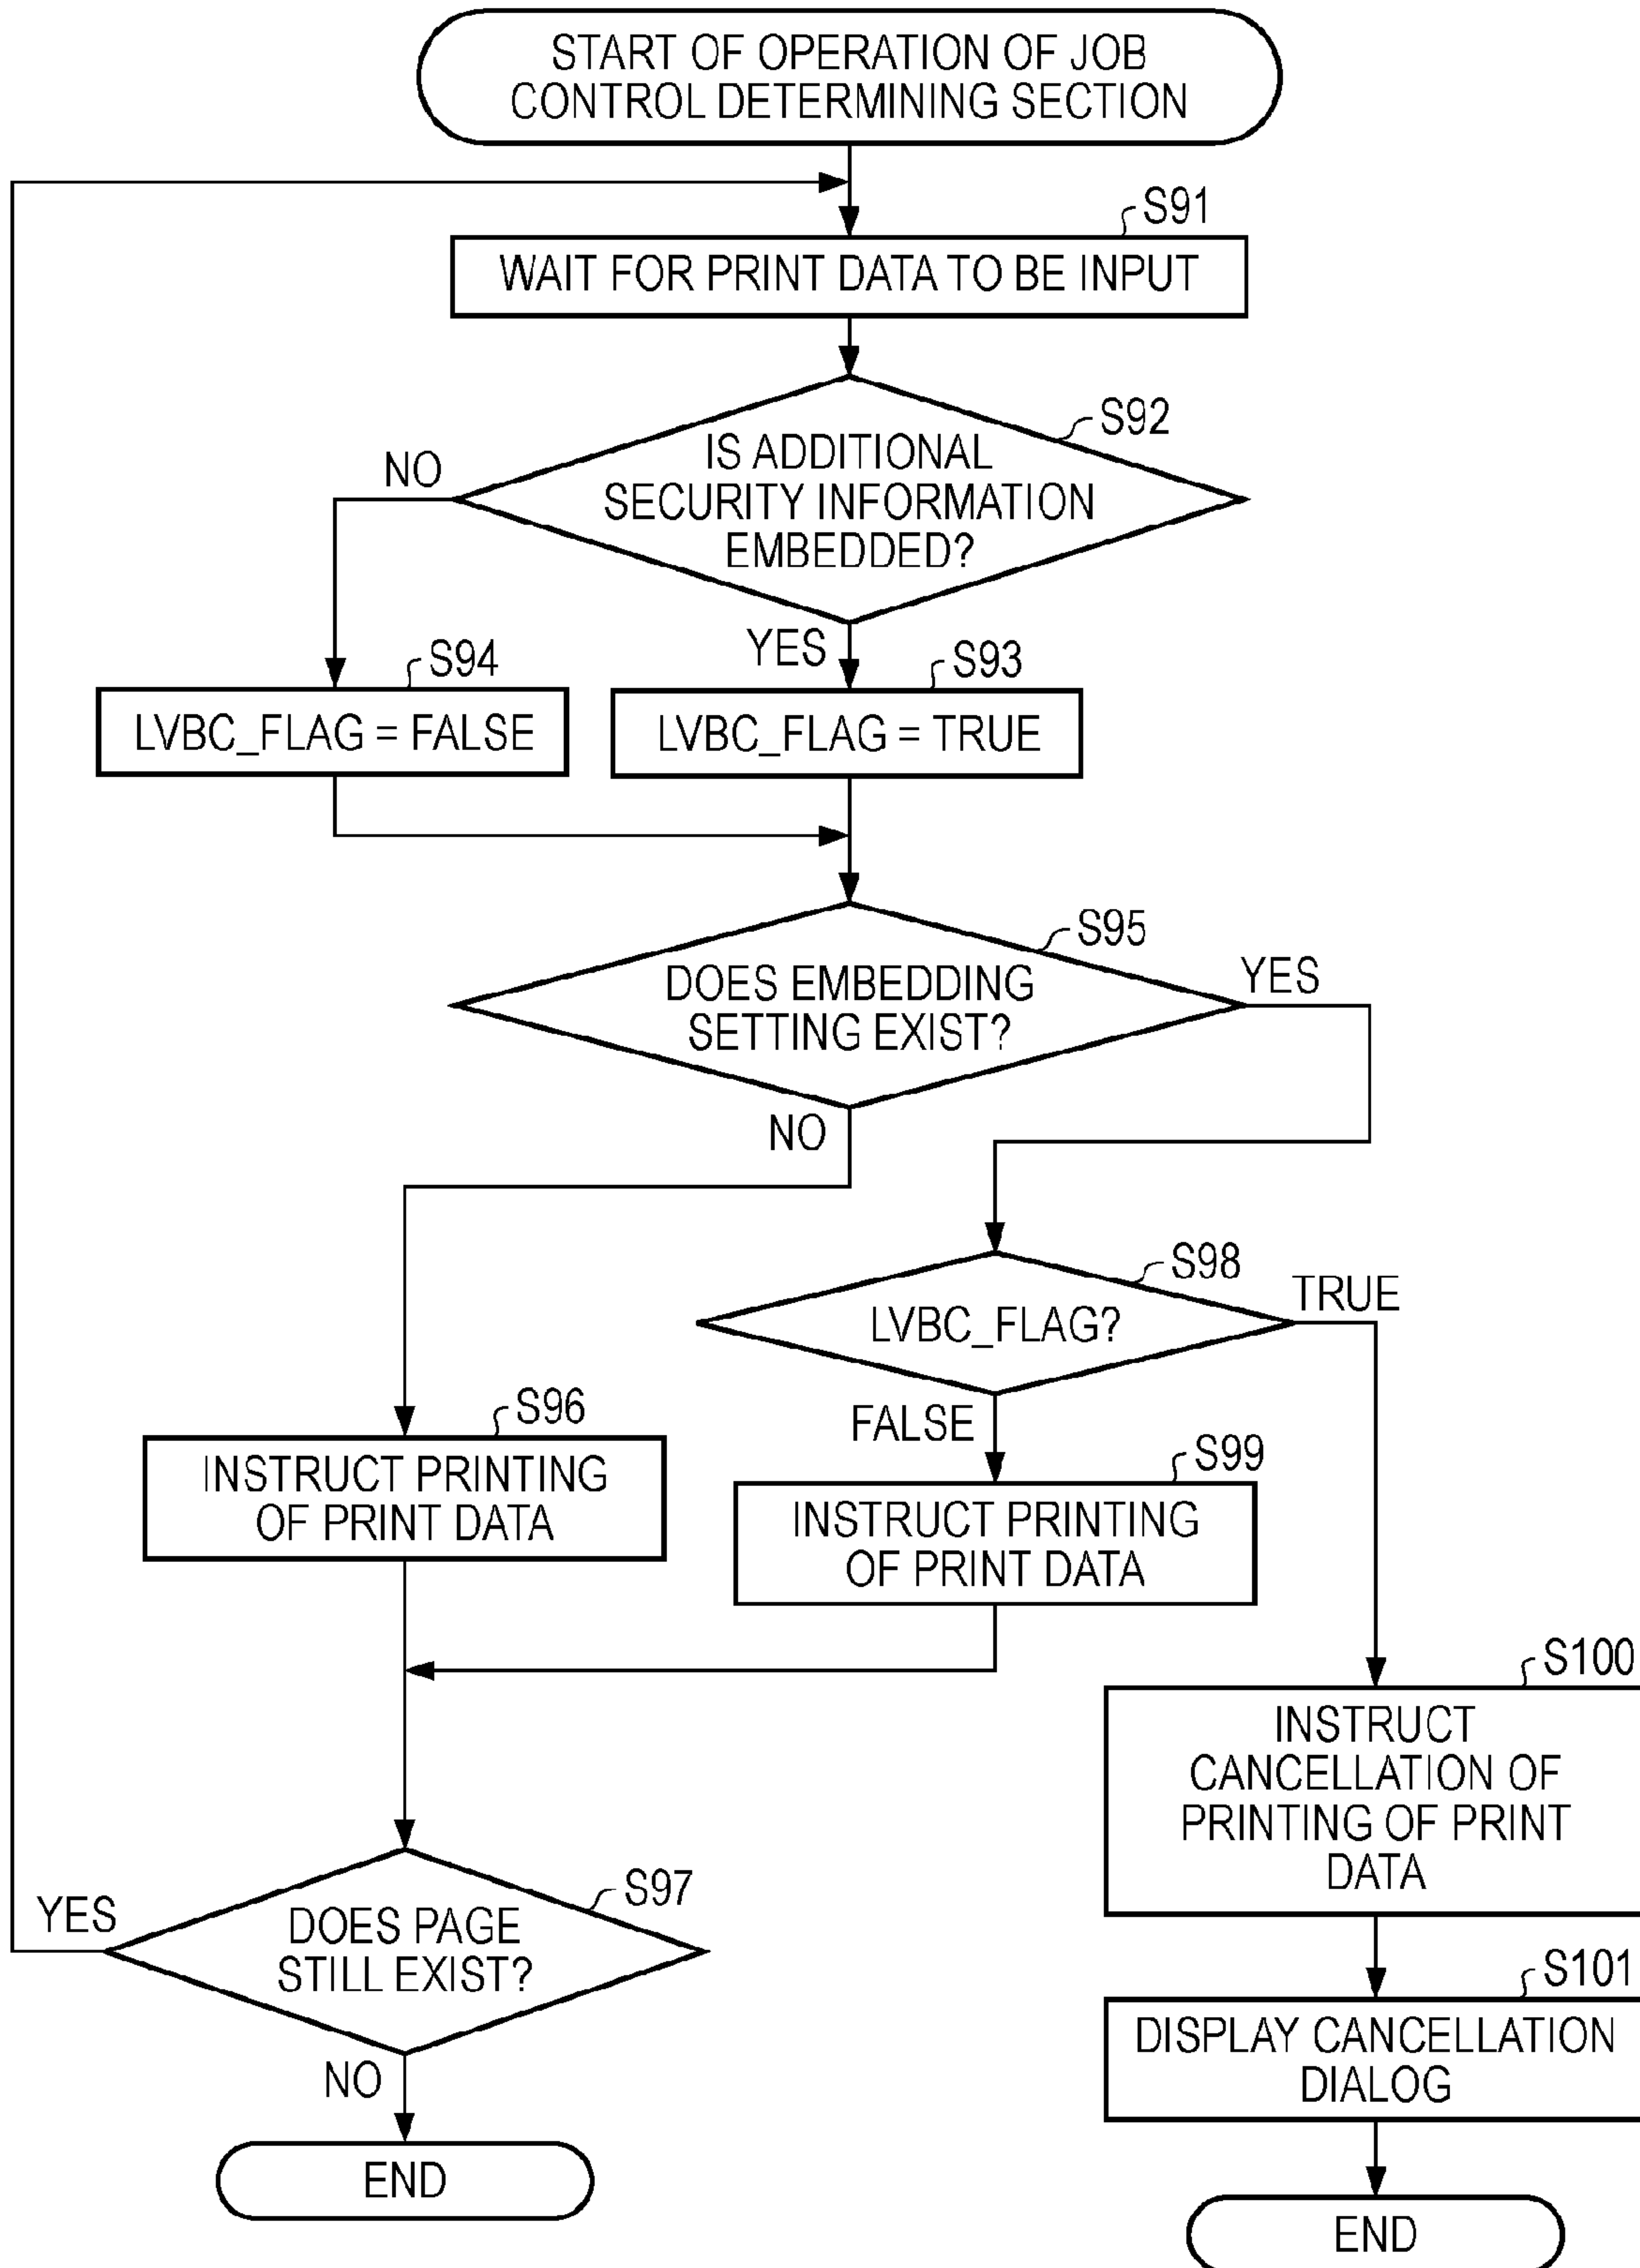 START OF OPERATION OF JOB
CONTROL DETERMINING SECTION
S91
WAIT FOR PRINT DATA TO BE INPUT
S92
IS ADDITIONAL
SECURITY INFORMATION
EMBEDDED?
NO
YES
S94
LVBC_FLAG = FALSE
S93
LVBC_FLAG = TRUE
S95
DOES EMBEDDING
SETTING EXIST?
YES
NO
S98
LVBC_FLAG?
TRUE
FALSE
S96
INSTRUCT PRINTING
OF PRINT DATA
S99
INSTRUCT PRINTING
OF PRINT DATA
S100
INSTRUCT
CANCELLATION OF
PRINTING OF PRINT
DATA
S97
DOES PAGE
STILL EXIST?
YES
NO
END
S101
DISPLAY CANCELLATION
DIALOG
END